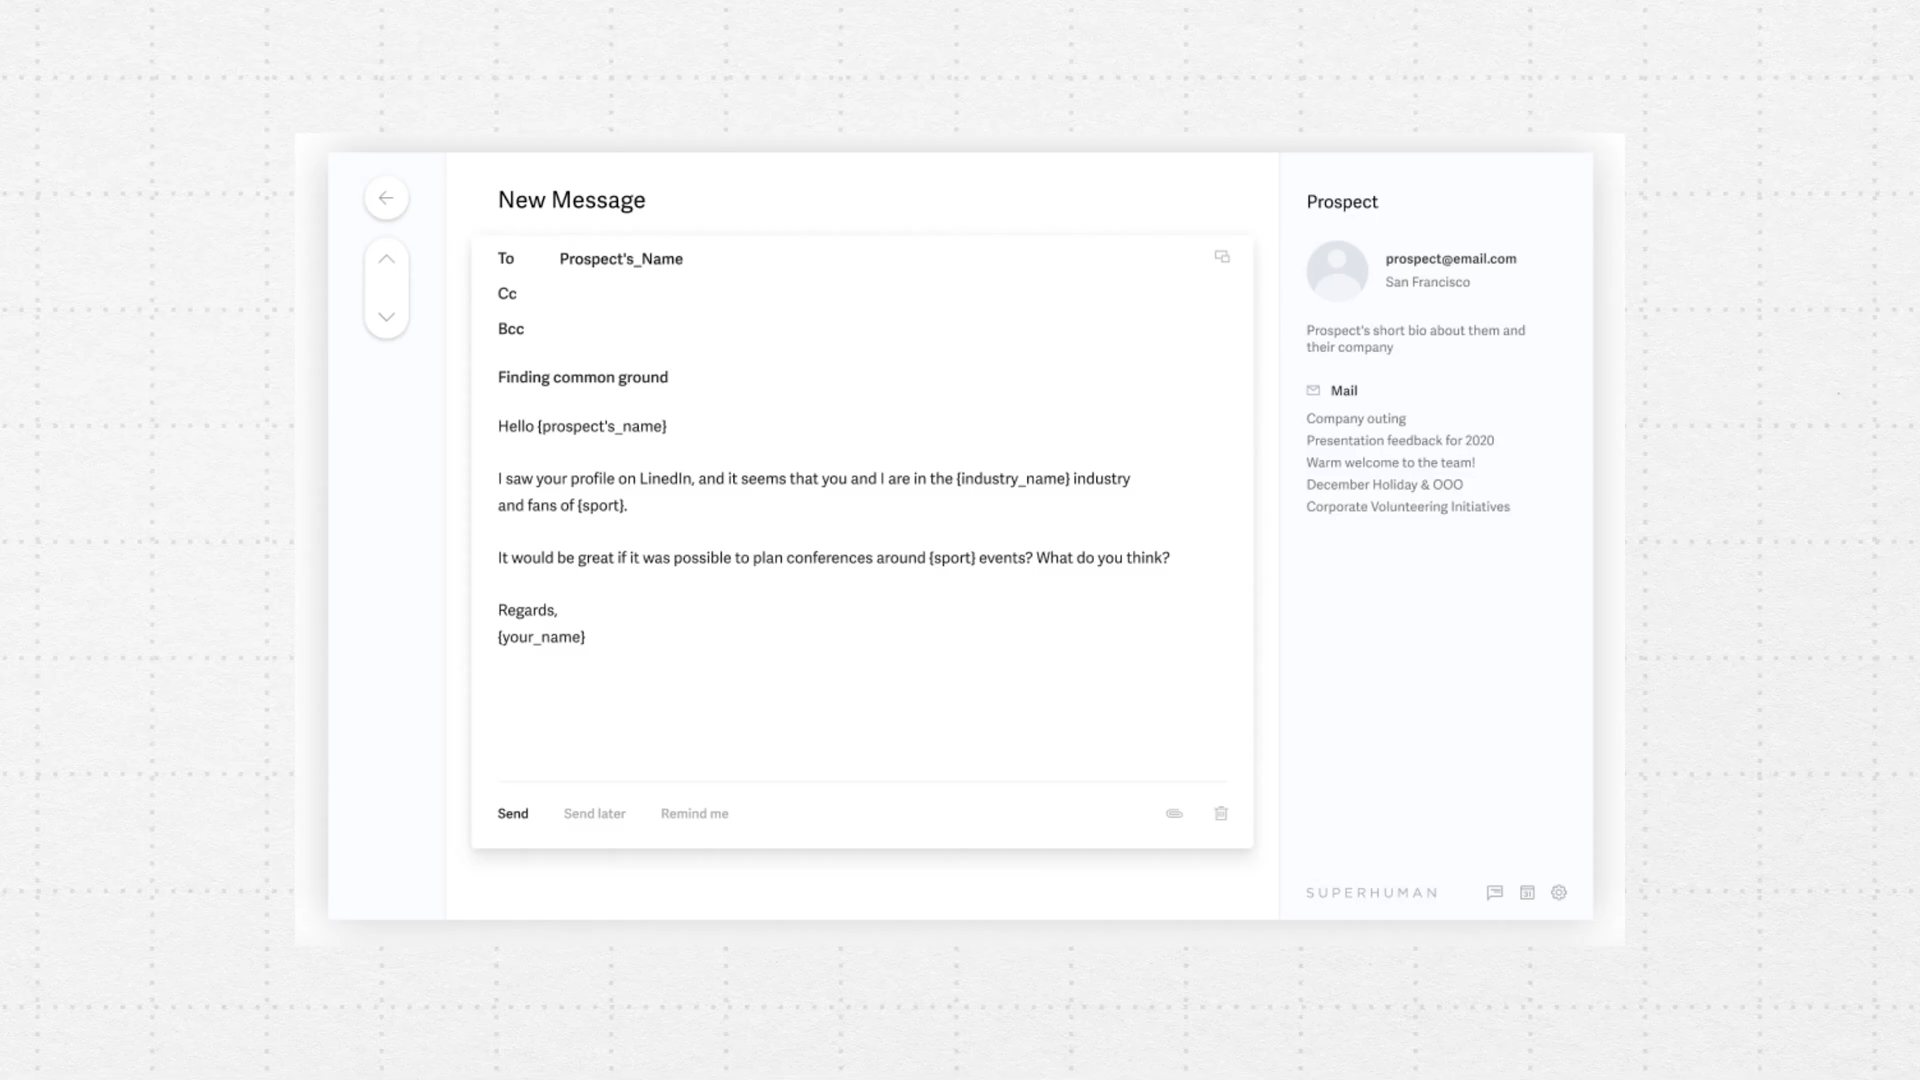 New Message
To Prospect's_Name
Cc
Bcc
Finding common ground
Hello {prospect's_name}
I saw your profile on LinedIn, and it seems that you and I are in the {industry_name} industry
and fans of {sport}.
It would be great if it was possible to plan conferences around {sport} events? What do you think?
Regards,
{your_name}
Send Send later Remind me
Prospect
prospect@email.com
San Francisco
Prospect's short bio about them and
their company
Mail
Company outing
Presentation feedback for 2020
Warm welcome to the team!
December Holiday & OOO
Corporate Volunteering Initiatives
SUPERHUMAN
31